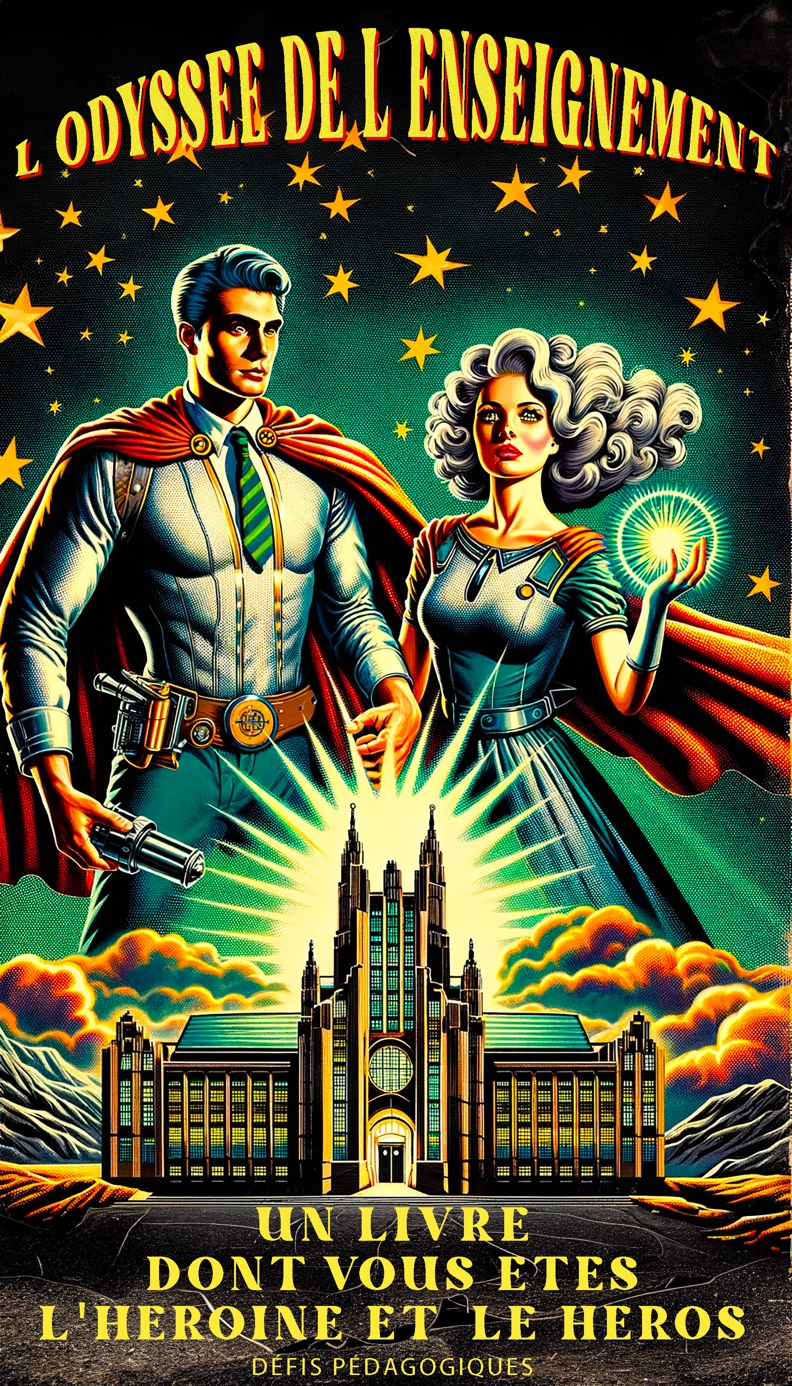 L ODYSSEE DE L ENSEIGNEMENT
UN LIVRE
DONT VOUS ETES
L'HEROINE ET LE HEROS
DÉFIS PÉDAGOGIQUES